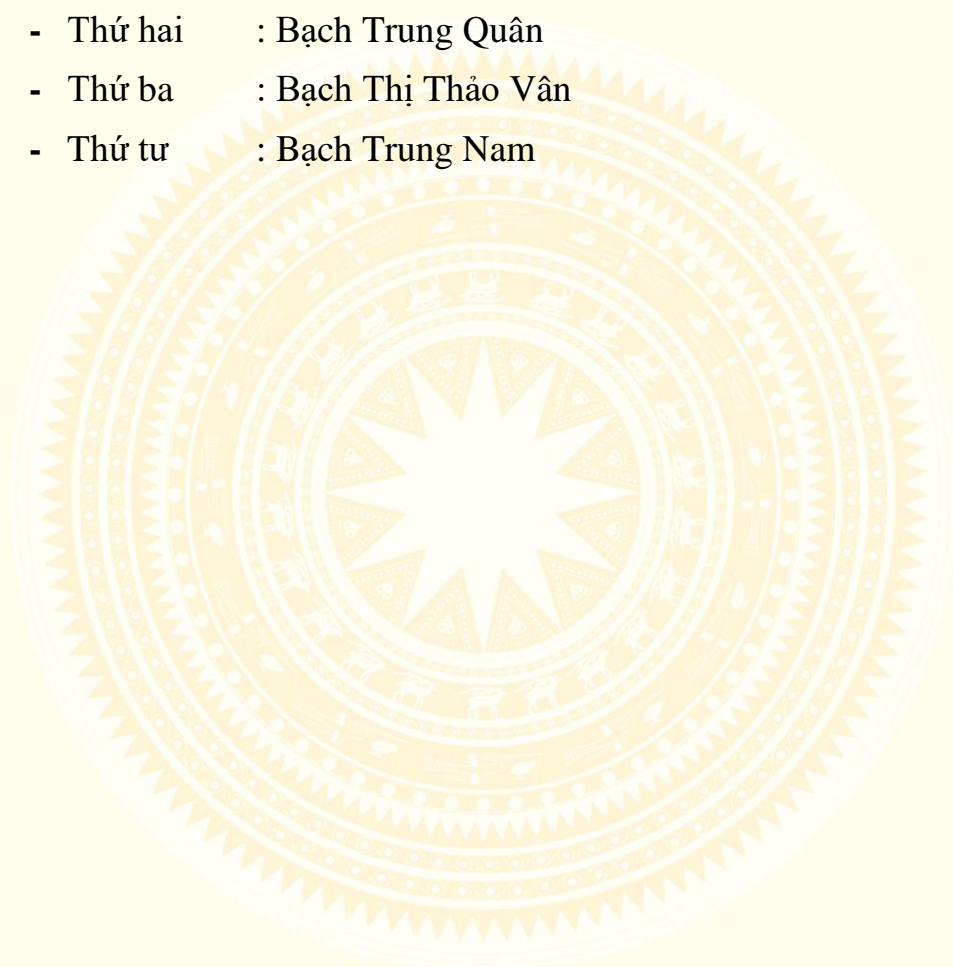 - Thứ hai : Bạch Trung Quân
- Thứ ba : Bạch Thị Thảo Vân
- Thứ tư : Bạch Trung Nam